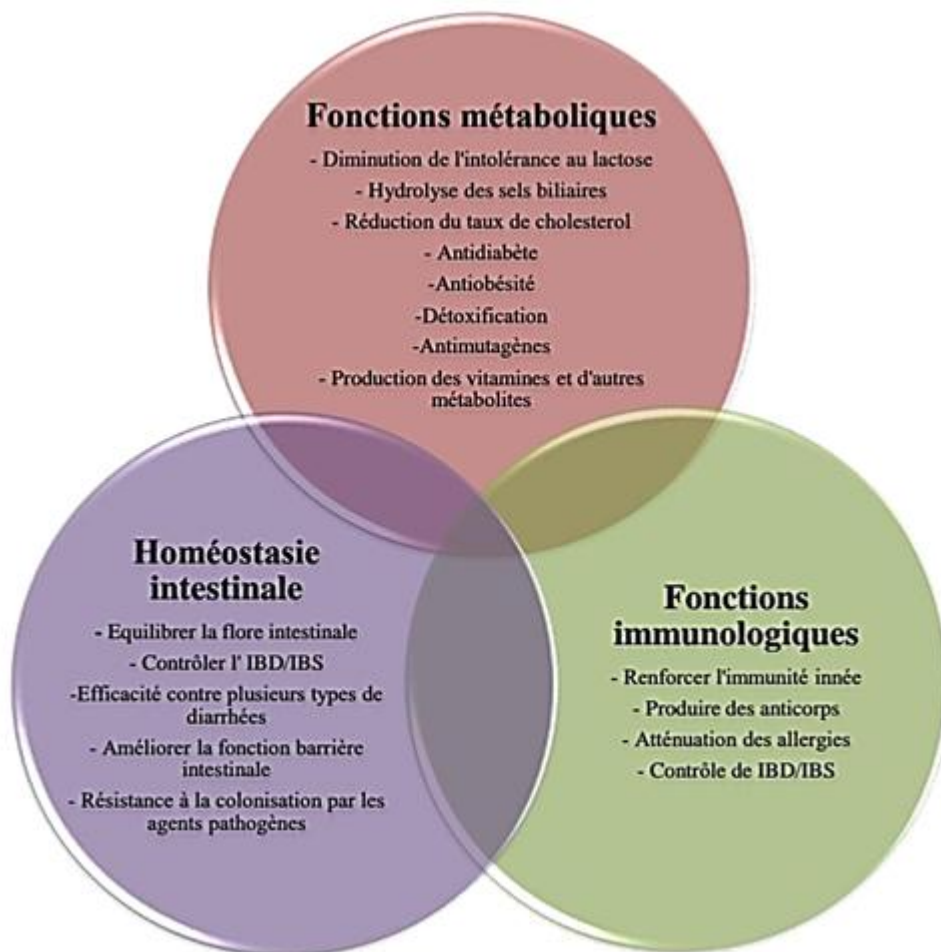 Fonctions métaboliques
- Diminution de l'intolérance au lactose
- Hydrolyse des sels biliaires
- Réduction du taux de cholesterol
- Antidiabète
-Antiobésité
-Détoxification
-Antimutagènes
- Production des vitamines et d'autres
métabolites
Homéostasie
intestinale
- Equilibrer la flore intestinale
- Contrôler l' IBD/IBS
-Efficacité contre plusieurs types de
diarrhées
- Améliorer la fonction barrière
intestinale
- Résistance à la colonisation par les
agents pathogènes
Fonctions
immunologiques
- Renforcer l'immunité innée
- Produire des anticorps
- Atténuation des allergies
- Contrôle de IBD/IBS